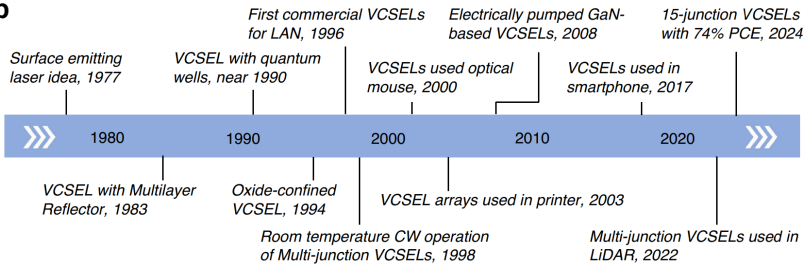 b
First commercial VCSELs
for LAN, 1996
Electrically pumped GaN-
based VCSELs, 2008
15-junction VCSELs
with 74% PCE, 2024
Surface emitting
laser idea, 1977
VCSEL with quantum
wells, near 1990
VCSELs used optical
mouse, 2000
VCSELs used in
smartphone, 2017
1980
1990
2000
2010
2020
VCSEL with Multilayer
Reflector, 1983
Oxide-confined
VCSEL, 1994
VCSEL arrays used in printer, 2003
Room temperature CW operation
of Multi-junction VCSELs, 1998
Multi-junction VCSELs used in
LiDAR, 2022